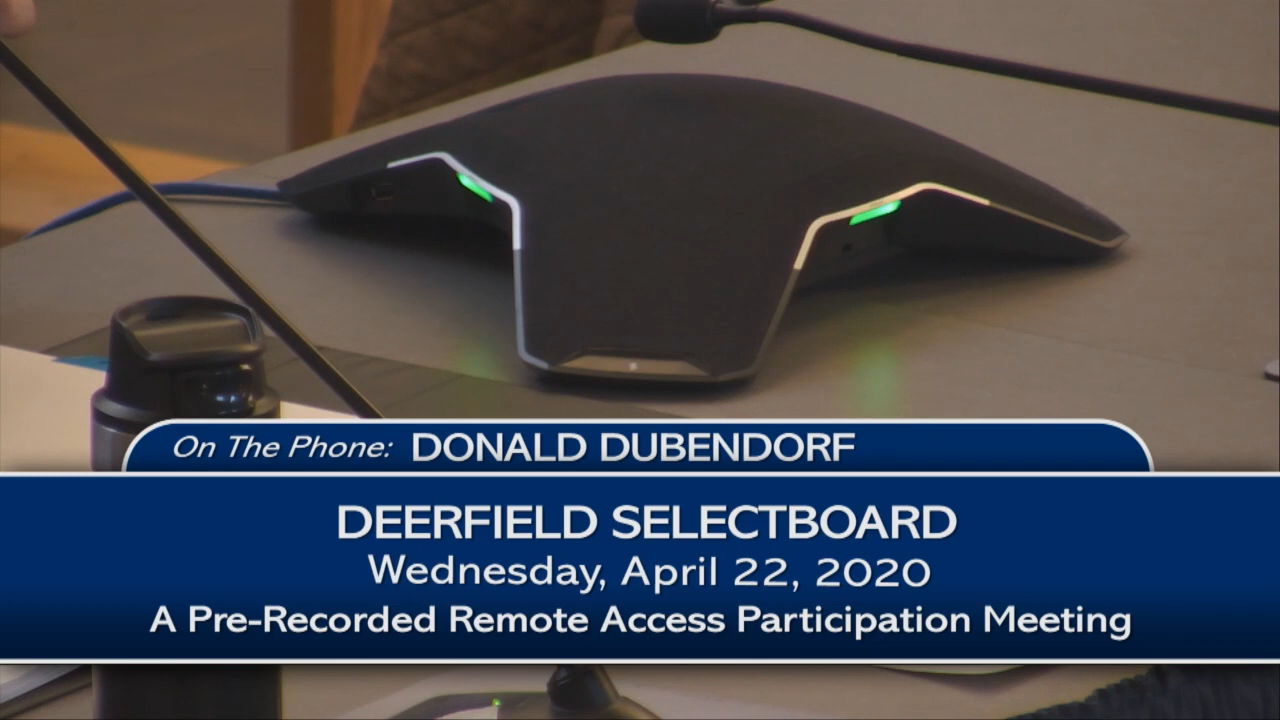 On The Phone: DONALD DUBENDORF
DEERFIELD SELECTBOARD
Wednesday, April 22, 2020
A Pre-Recorded Remote Access Participation Meeting